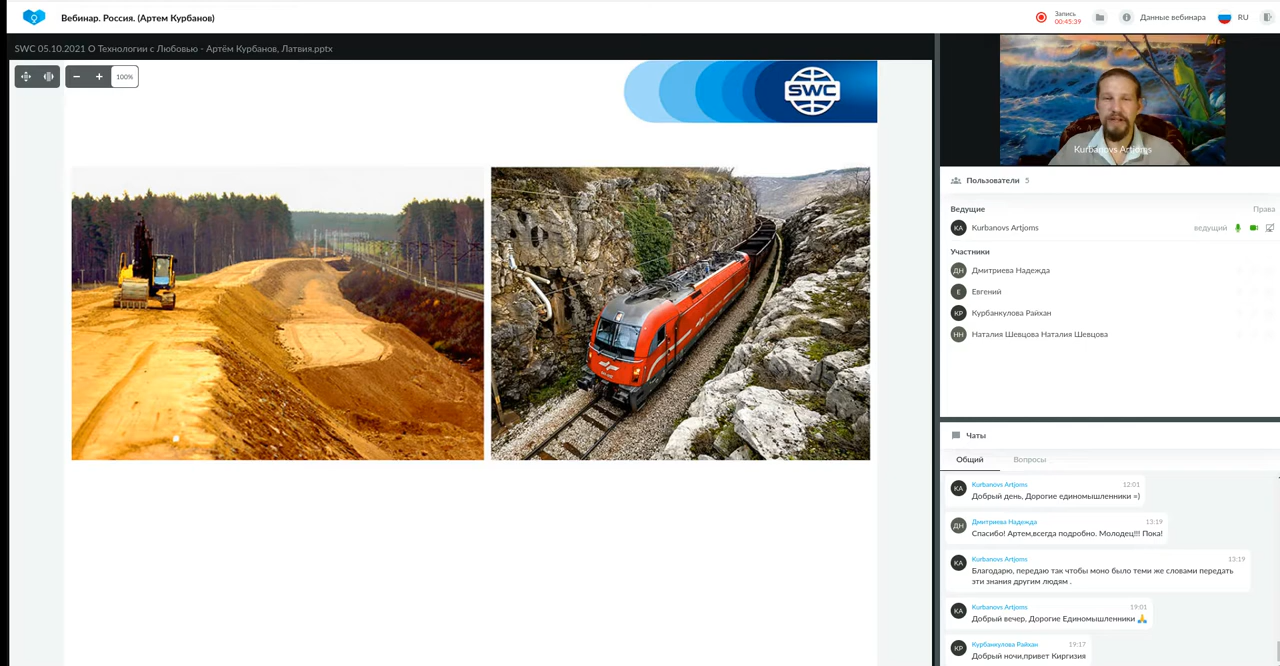 Вебинар. Россия. (Артем Курбанов)
Запись
00:45:39
Данные вебинара
RU
SWC 05.10.2021 О Технологии с Любовью - Артём Курбанов, Латвия.pptx
100%
SWC
Kurbanovs Artjoms
Пользователи 5
Ведущие Права
KA Kurbanovs Artjoms ведущий
Участники
ДН Дмитриева Надежда
Е Евгений
КР Курбанкулова Райхан
НН Наталия Шевцова Наталия Шевцова
Чаты
Общий Вопросы
KA Kurbanovs Artjoms 12:01
Добрый день, Дорогие единомышленники =)
ДН Дмитриева Надежда 13:19
Спасибо! Артем,всегда подробно. Молодец!!! Пока!
KA Kurbanovs Artjoms 13:19
Благодарю, передаю так чтобы моно было теми же словами передать
эти знания другим людям .
KA Kurbanovs Artjoms 19:01
Добрый вечер, Дорогие Единомышленники 🙏
КР Курбанкулова Райхан 19:17
Добрый ночи,привет Киргизия